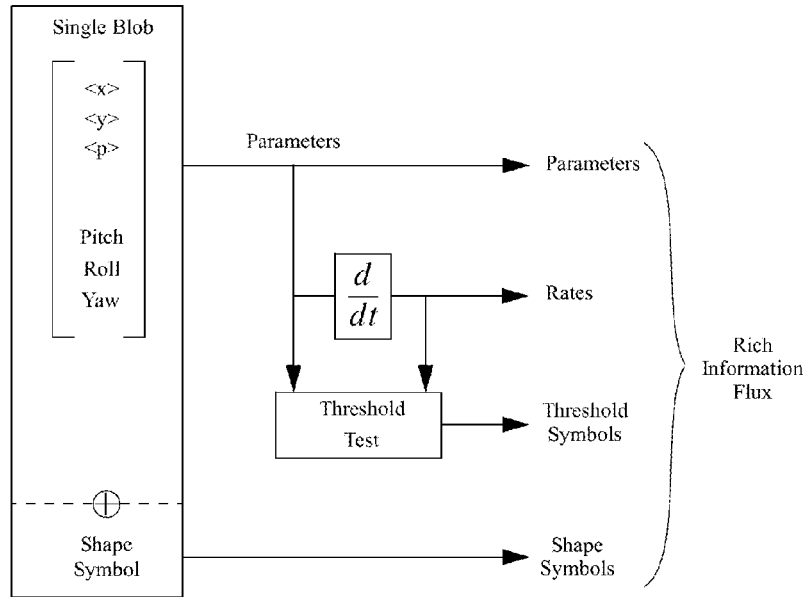 Single Blob
<x>
<y>
<p>
Pitch
Roll
Yaw
Parameters
Parameters
d
dt
Rates
Threshold
Test
Threshold
Symbols
Rich
Information
Flux
Shape
Symbol
Shape
Symbols